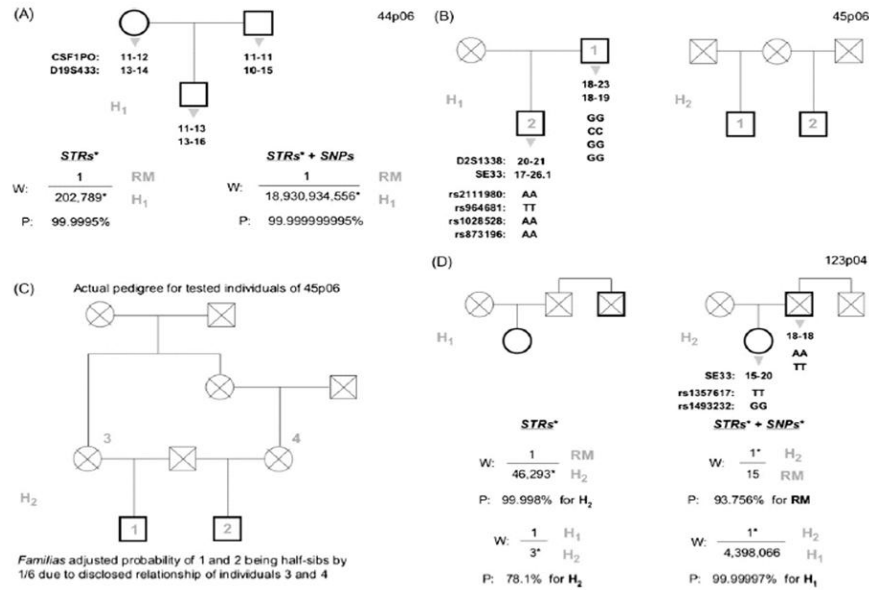 (A)
44p06
CSF1PO: 11-12 11-11
D19S433: 13-14 10-15
H1
11-13
13-16
STRs*
STRs* + SNPs
W: 1 RM
202,789* H1
W: 1 RM
18,930,934,556* H1
P: 99.9995%
P: 99.999999995%
(B)
45p06
1
18-23
18-19
H1
GG
CC
GG
GG
2
D2S1338: 20-21
SE33: 17-26.1
rs2111980: AA
rs964681: TT
rs1028528: AA
rs873196: AA
H2
1
2
(C)
Actual pedigree for tested individuals of 45p06
3
4
H2
1
2
Familias adjusted probability of 1 and 2 being half-sibs by
1/6 due to disclosed relationship of individuals 3 and 4
(D)
123p04
H1
H2
18-18
AA
TT
SE33: 15-20
rs1357617: TT
rs1493232: GG
STRs*
STRs* + SNPs*
W: 1 RM
46,293* H2
W: 1* H2
15 RM
P: 99.998% for H2
P: 93.756% for RM
W: 1 H1
3* H2
W: 1* H2
4,398,066 H1
P: 78.1% for H2
P: 99.99997% for H1